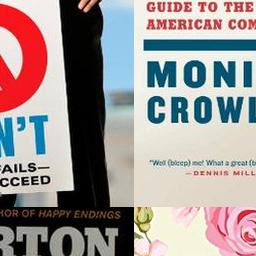 N'T
FAILS—
CCEED
GUIDE TO THE
AMERICAN COM
MONI
CROWL
"Well (bleep) me! What a great (b
—DENNIS MILL
HOR OF HAPPY ENDINGS
RTON